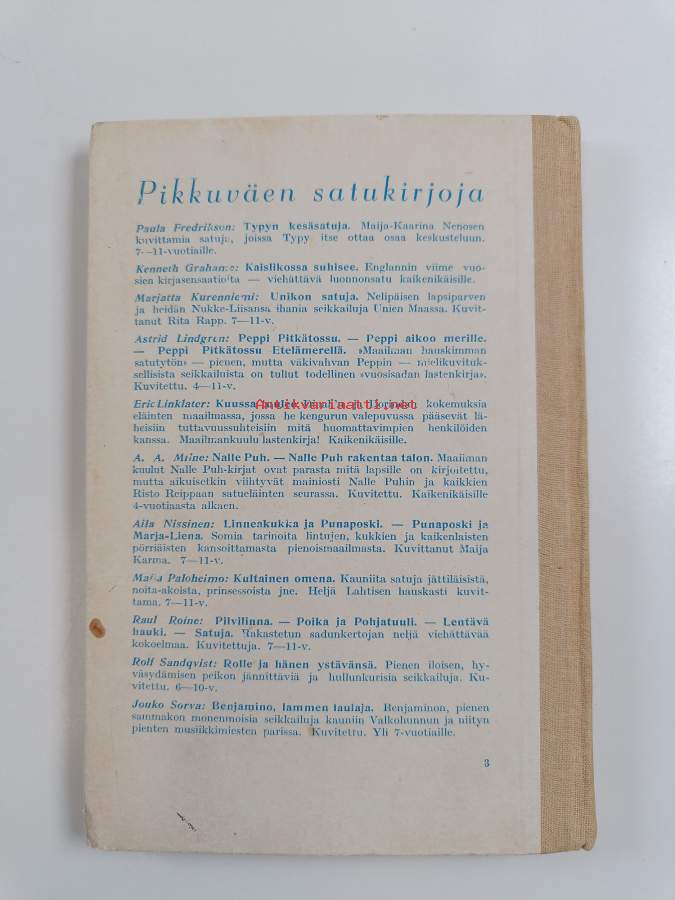 Pikkuväen satukirjoja
Paula Fredrikson: Typyn kesäsatuja. Maija-Kaarina Nenosen
kuvittamia satuja, joissa Typy itse ottaa osaa keskusteluun.
7—11-vuotiaille.
Kenneth Grahame: Kaislikossa suhisee. Englannin viime vuo-
sien kirjasensaatioita — viehättävä luonnonsatu kaikenikäisille.
Marjatta Kurenniemi: Unikon satuja. Nelipäisen lapsiparven
ja heidän Nukke-Liisansa ihania seikkailuja Unien Maassa. Kuvit-
tanut Rita Rapp. 7—11-v.
Astrid Lindgren: Peppi Pitkätossu. — Peppi aikoo merille.
— Peppi Pitkätossu Etelämerellä. »Maailman hauskimman
satutytön» — pienen, mutta väkivahvan Pepin — mielikuvituk-
sellisista seikkailuista on tullut todellinen »vuosisadan lastenkirja».
Kuvitettu. 4—11-v.
Eric Linklater: Kuussa tuulee. Dinah ja Dorinda kokemuksia
Antikvariaatti.net
eläinten maailmassa, jossa he kengurun valepuvussa pääsevät lä-
heisiin tuttavuussuhteisiin mitä huomattavimpien henkilöiden
kanssa. Maailmankuulu lastenkirja! Kaikenikäisille.
A. A. Milne: Nalle Puh. — Nalle Puh rakentaa talon. Maailman
kuulut Nalle Puh-kirjat ovat parasta mitä lapsille on kirjoitettu,
mutta aikuisetkin viihtyvät mainiosti Nalle Puhin ja kaikkien
Risto Reippaan satueläinten seurassa. Kuvitettu. Kaikenikäisille
4-vuotiaasta alkaen.
Aila Nissinen: Linneakukka ja Punaposki. — Punaposki ja
Marja-Liena. Somia tarinoita lintujen, kukkien ja kaikenlaisten
pörriäisten kansoittamasta pienoismaailmasta. Kuvittanut Maija
Karma. 7—11-v.
Maija Paloheimo: Kultainen omena. Kauniita satuja jättiläisistä,
noita-akoista, prinsessoista jne. Heljä Lahtisen hauskasti kuvit-
tama. 7—11-v.
Raul Roine: Pilvilinna. — Poika ja Pohjatuuli. — Lentävä
hauki. — Satuja. Rakastetun sadunkertojan neljä viehättävää
kokoelmaa. Kuvitettuja. 7—11-v.
Rolf Sandqvist: Rolle ja hänen ystävänsä. Pienen iloisen, hy-
väsydämisen peikon jännittäviä ja hullunkurisia seikkailuja. Ku-
vitettu. 6—10-v.
Jouko Sorva: Benjamino, lammen laulaja. Benjaminon, pienen
sammakon monenmoisia seikkailuja kauniin Valkohunnun ja niityn
pienten musiikkimiesten parissa. Kuvitettu. Yli 7-vuotiaille.
3